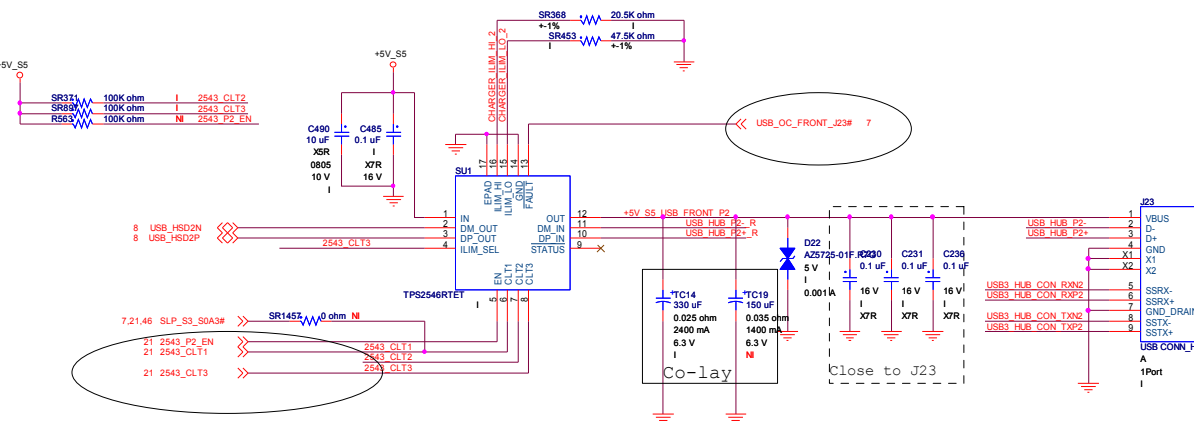 SR368 20.5K ohm
+-1% I
SR453 47.5K ohm
I +-1%
CHARGER_ILIM_HI_2
CHARGER_ILIM_LO_2
+5V_S5
+5V_S5
SR371 100K ohm I 2543_CLT2
100K ohm I 2543_CLT3
R563 100K ohm NI 2543_P2_EN
C490
10 uF
X5R
0805
10 V
I
C485
0.1 uF
I
X7R
16 V
USB_OC_FRONT_J23# 7
SU1
17 16 15 14 13
EPAD
ILIM_HI
ILIM_LO
GND
FAULT
1 IN
2 DM_OUT
3 DP_OUT
4 ILIM_SEL
OUT 12
DM_IN 11
DP_IN 10
STATUS 9
EN
CLT1
CLT2
CLT3
5 6 7 8
TPS2546RTET I
8 USB_HSD2N
8 USB_HSD2P
2543_CLT3
+5V_S5_USB_FRONT_P2
USB_HUB_P2-_R
USB_HUB_P2+_R
7,21,46 SLP_S3_S0A3# SR1457 0 ohm NI
21 2543_P2_EN
21 2543_CLT1
21 2543_CLT3
2543_CLT1
2543_CLT2
2543_CLT3
D22
AZ5725-01F
5 V
I
0.001 A
TC14
330 uF
0.025 ohm
2400 mA
6.3 V
I
TC19
150 uF
0.035 ohm
1400 mA
6.3 V
NI
Co-lay
0.1 uF
16 V
I
X7R
C231
0.1 uF
16 V
I
X7R
C236
0.1 uF
16 V
I
X7R
Close to J23
J23
USB_HUB_P2-
USB_HUB_P2+
USB3_HUB_CON_RXN2
USB3_HUB_CON_RXP2
USB3_HUB_CON_TXN2
USB3_HUB_CON_TXP2
1 VBUS
2 D-
3 D+
4 GND
X1 X1
X2 X2
5 SSRX-
6 SSRX+
7 GND_DRAIN
8 SSTX-
9 SSTX+
USB CONN_H
A
1Port
I